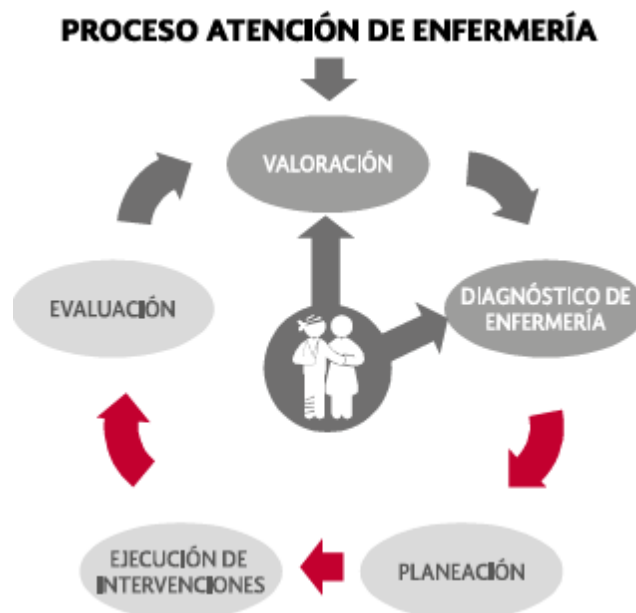 PROCESO ATENCIÓN DE ENFERMERÍA
VALORACIÓN
DIAGNÓSTICO DE
ENFERMERÍA
PLANEACIÓN
EJECUCIÓN DE
INTERVENCIONES
EVALUACIÓN